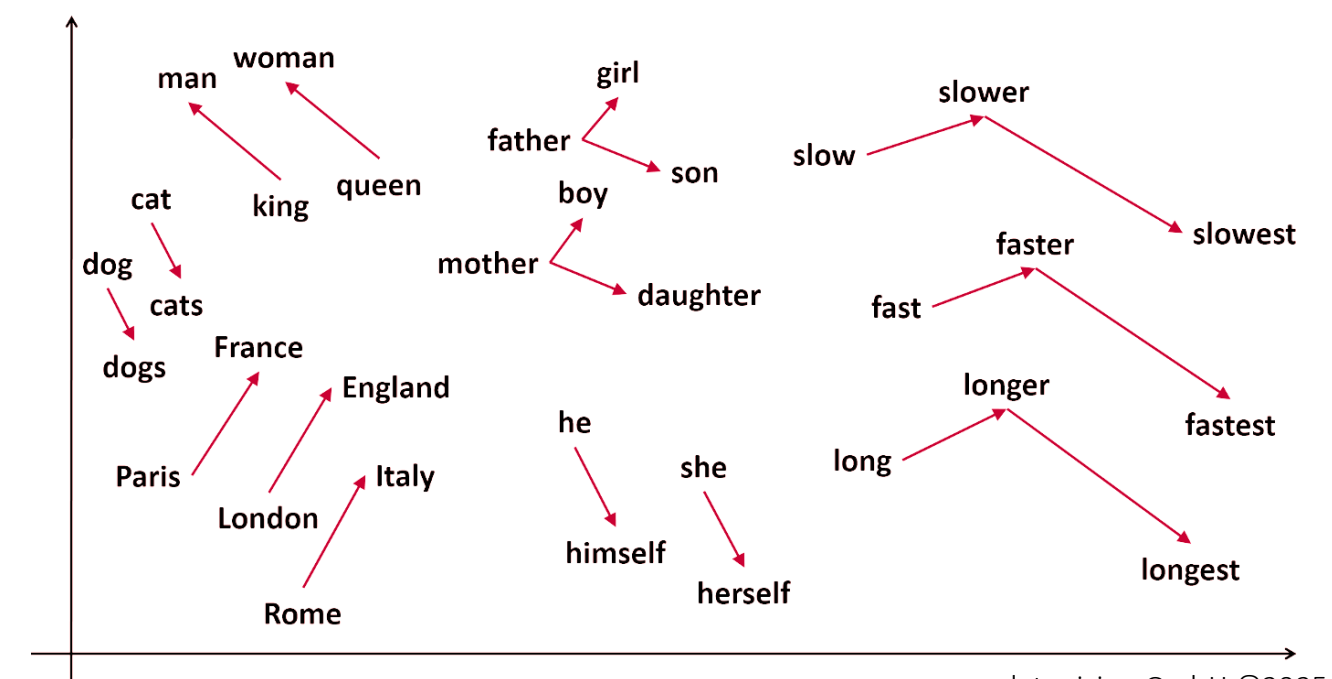 woman
man
girl
slower
father
slow
son
queen
boy
cat
king
slowest
faster
dog
mother
daughter
cats
fast
France
dogs
England
longer
he
fastest
long
she
Paris
Italy
London
himself
longest
herself
Rome